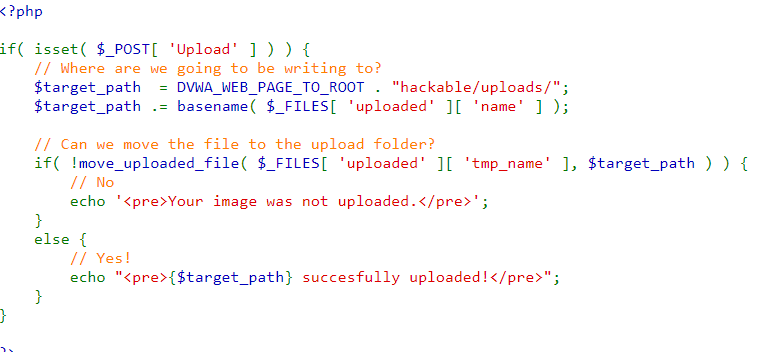 <?php
if( isset( $_POST[ 'Upload' ] ) ) {
// Where are we going to be writing to?
$target_path  = DVWA_WEB_PAGE_TO_ROOT . "hackable/uploads/";
$target_path .= basename( $_FILES[ 'uploaded' ][ 'name' ] );
// Can we move the file to the upload folder?
if( !move_uploaded_file( $_FILES[ 'uploaded' ][ 'tmp_name' ], $target_path ) ) {
// No
echo '<pre>Your image was not uploaded.</pre>';
}
else {
// Yes!
echo "<pre>{$target_path} succesfully uploaded!</pre>";
}
}
?>